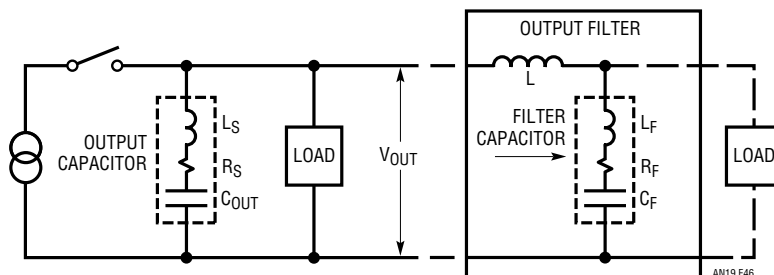 OUTPUT FILTER
L
OUTPUT
CAPACITOR
LS
RS
COUT
LOAD
VOUT
FILTER
CAPACITOR
LF
RF
CF
LOAD
AN19 F46